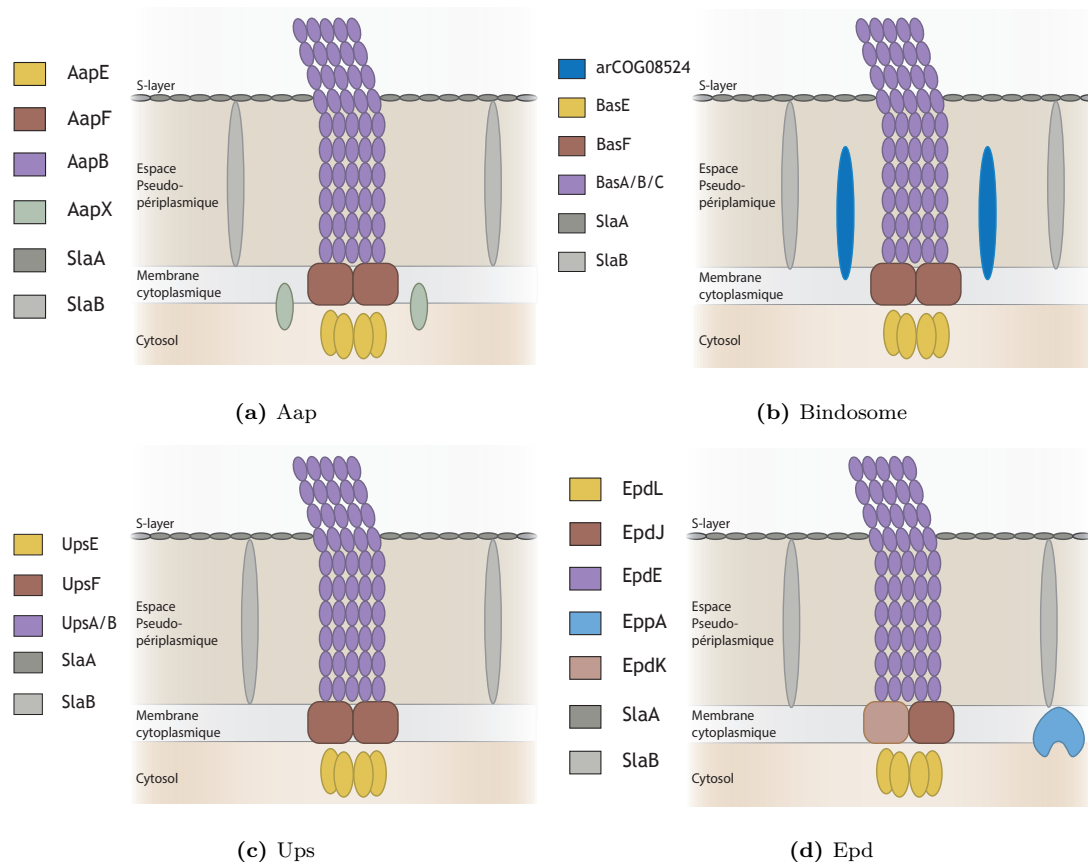 AapE
AapF
AapB
AapX
SlaA
SlaB
S-layer
Espace
Pseudo-
périplasmique
Membrane
cytoplasmique
Cytosol
(a) Aap
arCOG08524
BasE
BasF
BasA/B/C
SlaA
SlaB
S-layer
Espace
Pseudo-
périplasmique
Membrane
cytoplasmique
Cytosol
(b) Bindosome
UpsE
UpsF
UpsA/B
SlaA
SlaB
S-layer
Espace
Pseudo-
périplasmique
Membrane
cytoplasmique
Cytosol
(c) Ups
EpdL
EpdJ
EpdE
EppA
EpdK
SlaA
SlaB
S-layer
Espace
Pseudo-
périplasmique
Membrane
cytoplasmique
Cytosol
(d) Epd